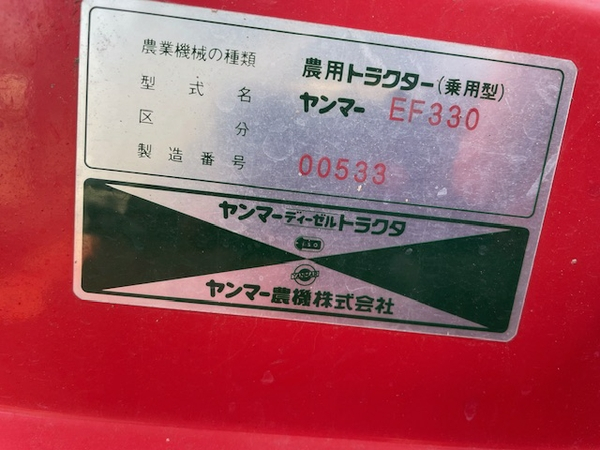 農業機械の種類 農用トラクター(乗用型)
型式名 ヤンマー EF330
区分
製造番号 00533
ヤンマーディーゼルトラクタ
ヤンマー農機株式会社